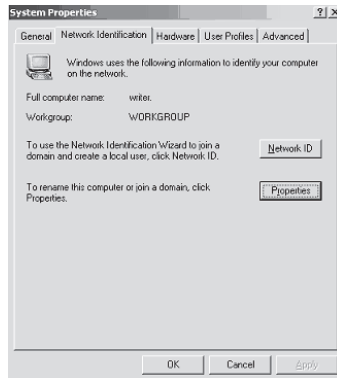 System Properties ? X
General Network Identification Hardware User Profiles Advanced
Windows uses the following information to identify your computer
on the network.
Full computer name: writer.
Workgroup: WORKGROUP
To use the Network Identification Wizard to join a
domain and create a local user, click Network ID.
Network ID
To rename this computer or join a domain, click
Properties.
Properties
OK Cancel Apply